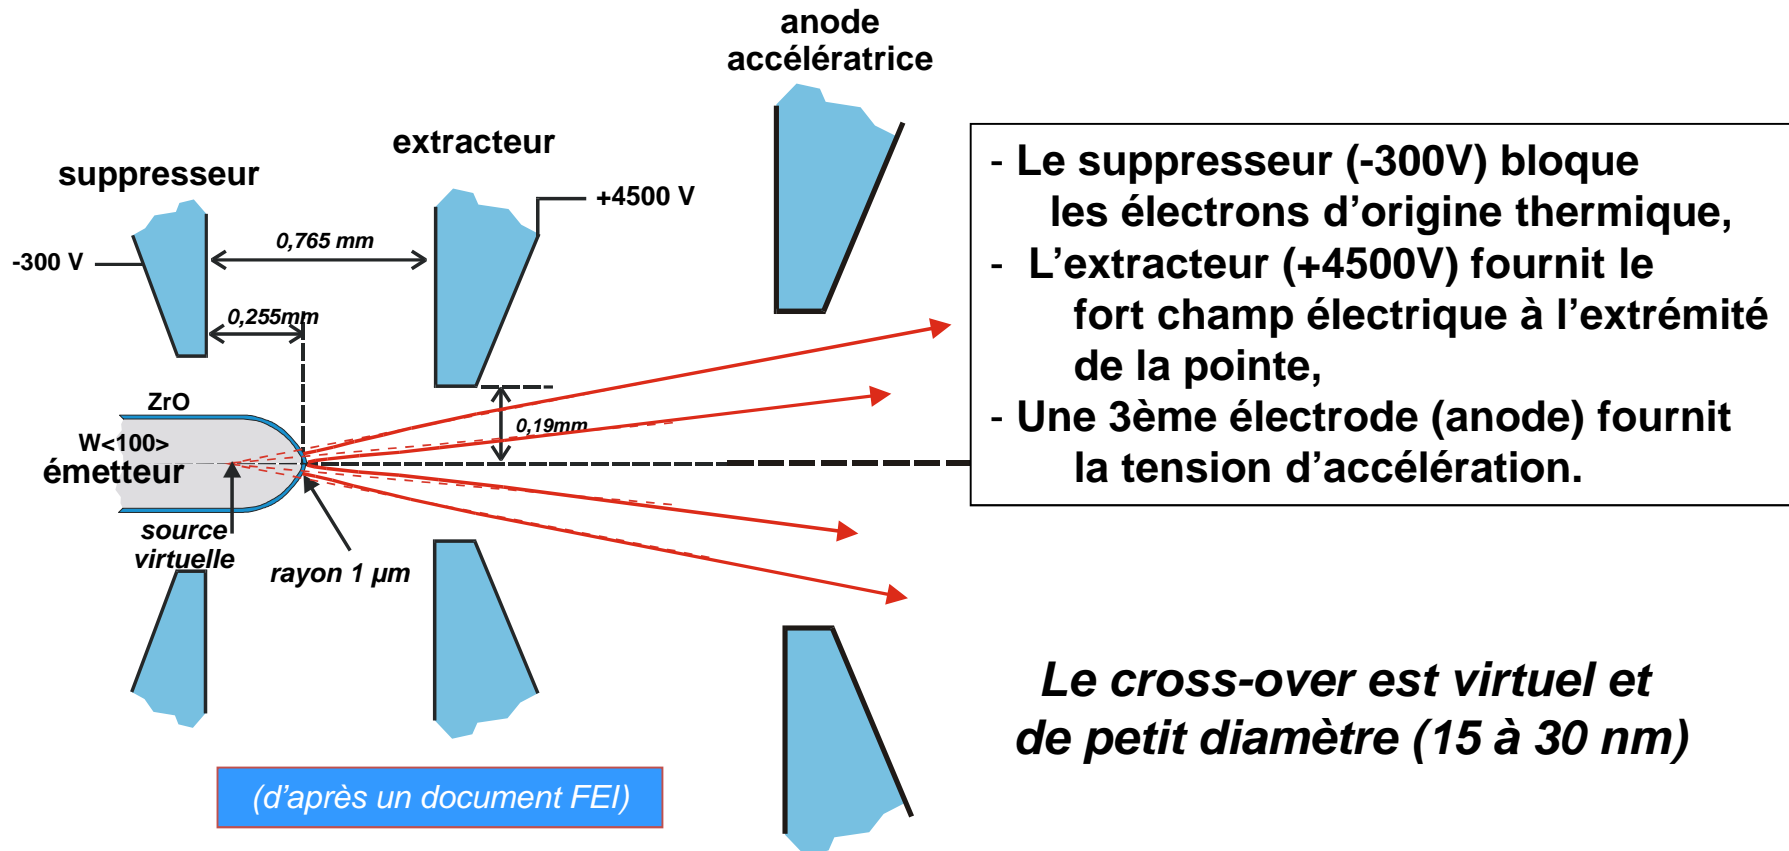 anode
accélératrice
extracteur
suppresseur
+4500 V
0,765 mm
-300 V
0,255mm
ZrO
W<100>
émetteur
0,19mm
source
virtuelle
rayon 1 µm
- Le suppresseur (-300V) bloque
les électrons d’origine thermique,
- L’extracteur (+4500V) fournit le
fort champ électrique à l’extrémité
de la pointe,
- Une 3ème électrode (anode) fournit
la tension d’accélération.
Le cross-over est virtuel et
de petit diamètre (15 à 30 nm)
(d’après un document FEI)